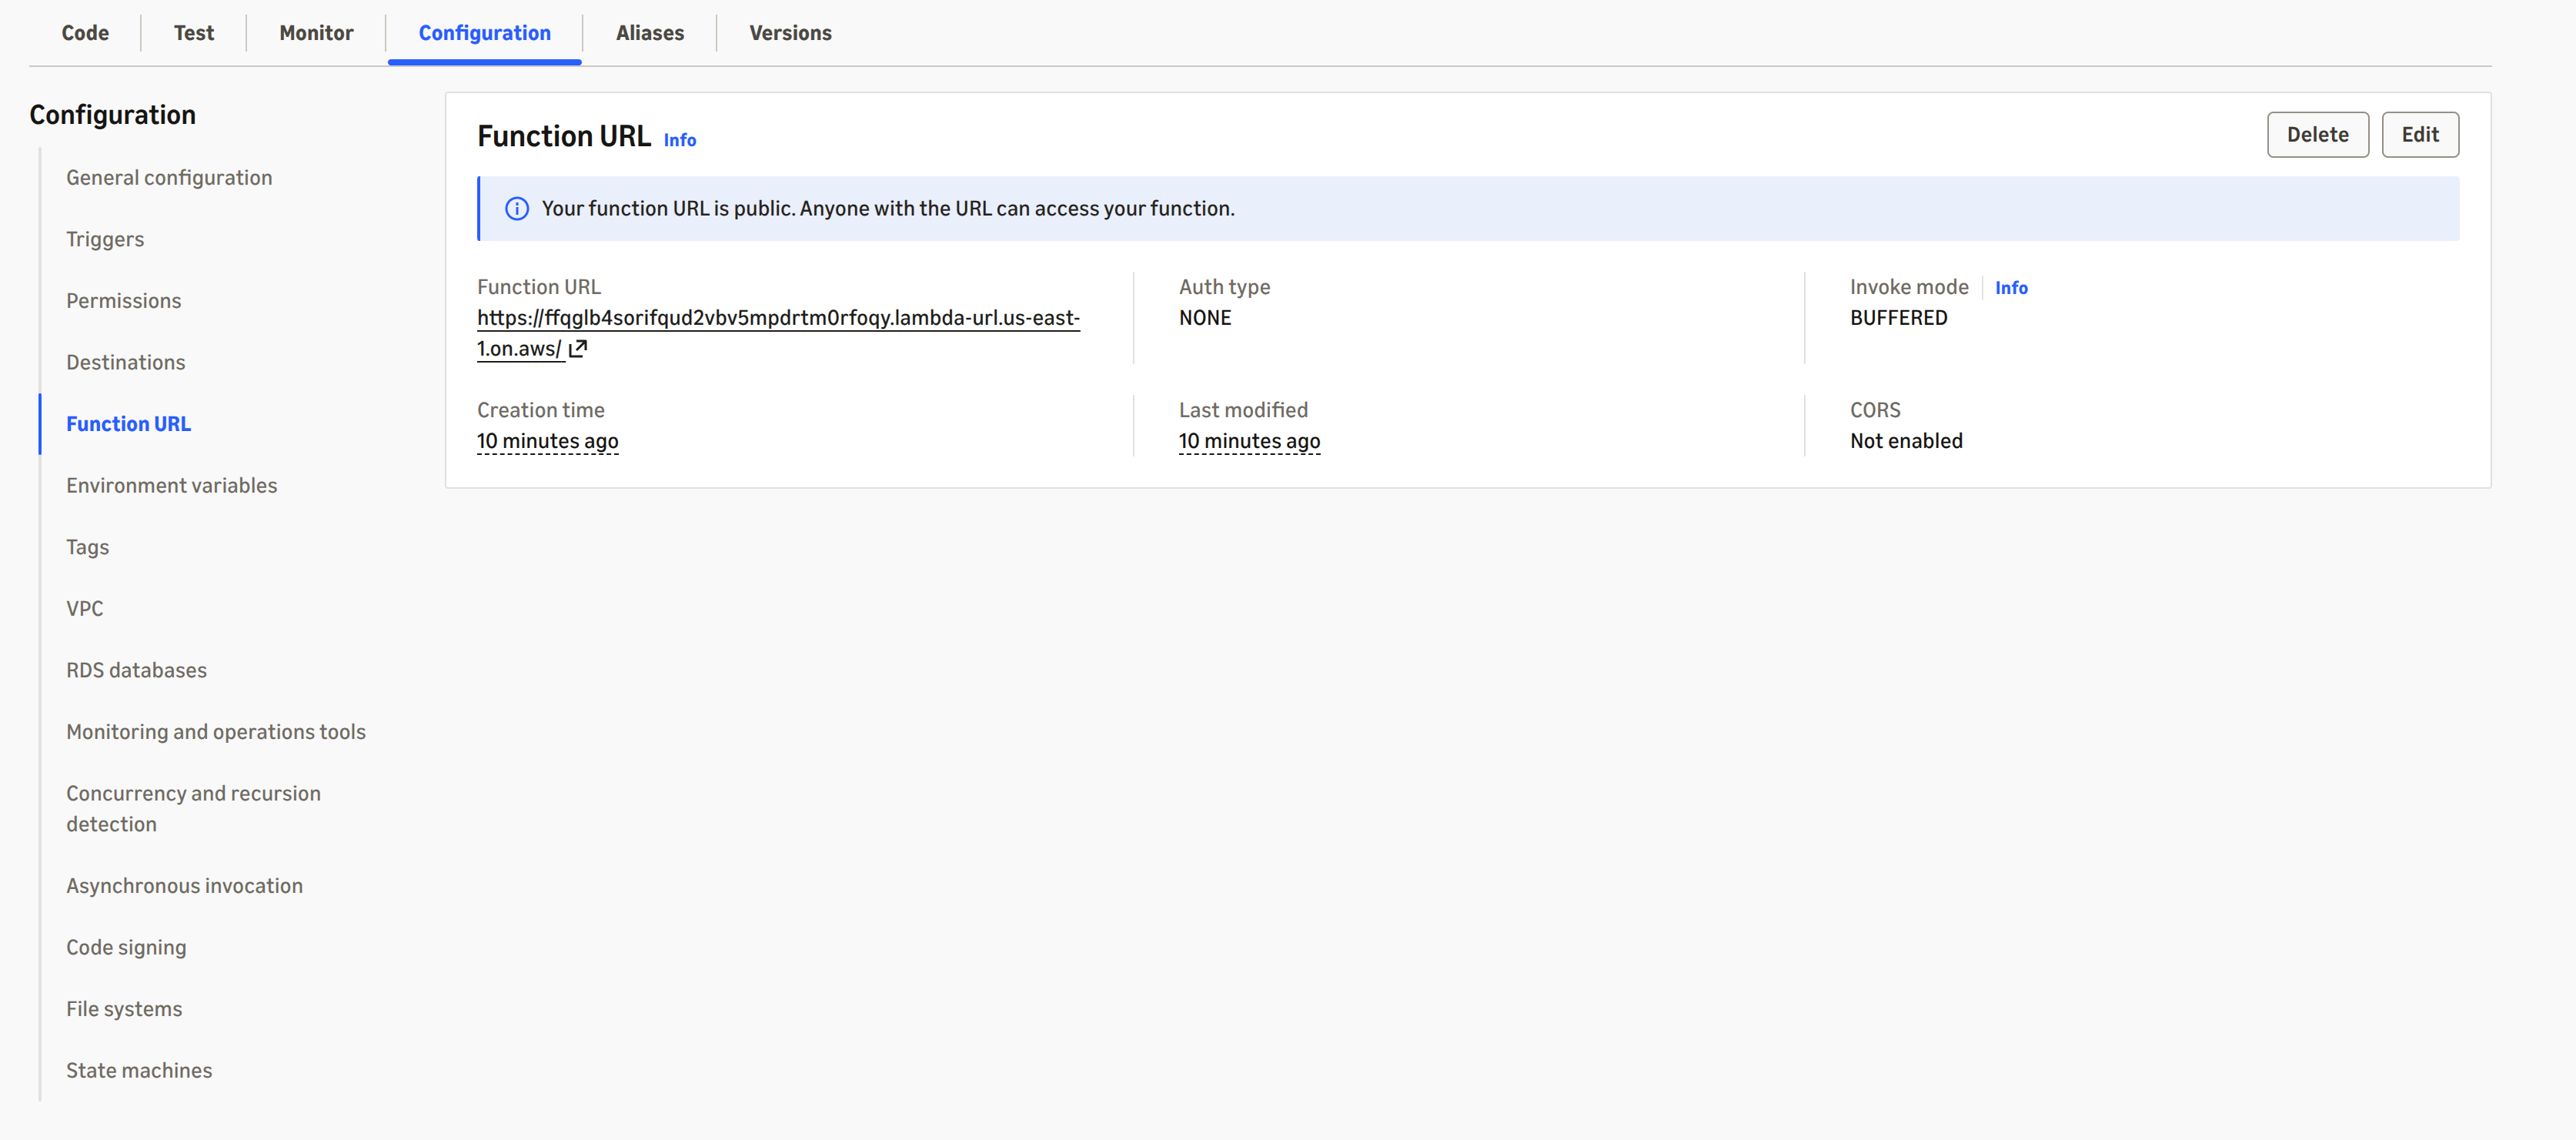 Code
Test
Monitor
Configuration
Aliases
Versions
Configuration
General configuration
Triggers
Permissions
Destinations
Function URL
Environment variables
Tags
VPC
RDS databases
Monitoring and operations tools
Concurrency and recursion
detection
Asynchronous invocation
Code signing
File systems
State machines
Function URL Info
Delete
Edit
Your function URL is public. Anyone with the URL can access your function.
Function URL
https://ffqglb4sorifqud2vbv5mpdrtm0rfoqy.lambda-url.us-east-
1.on.aws/
Auth type
NONE
Invoke mode Info
BUFFERED
Creation time
10 minutes ago
Last modified
10 minutes ago
CORS
Not enabled